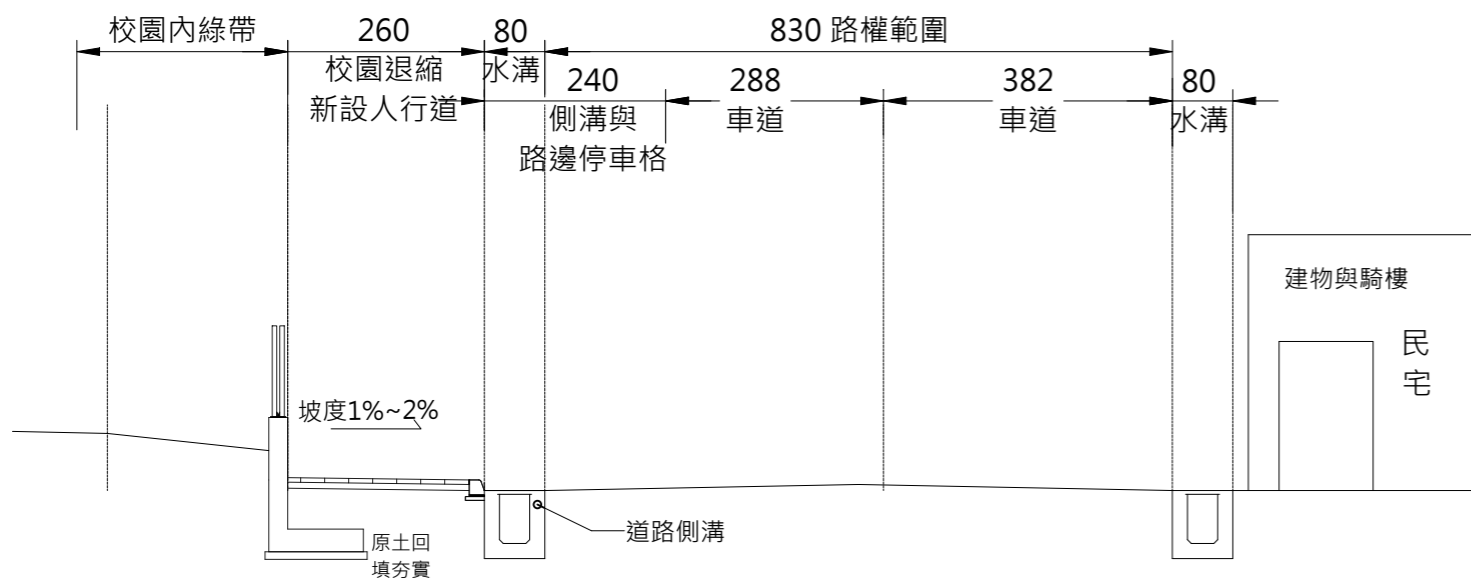 校園內綠帶
260
80
830 路權範圍
校園退縮
新設人行道
水溝
240
側溝與
路邊停車格
288
車道
382
車道
80
水溝
建物與騎樓
民
宅
坡度1%~2%
道路側溝
原土回
填夯實